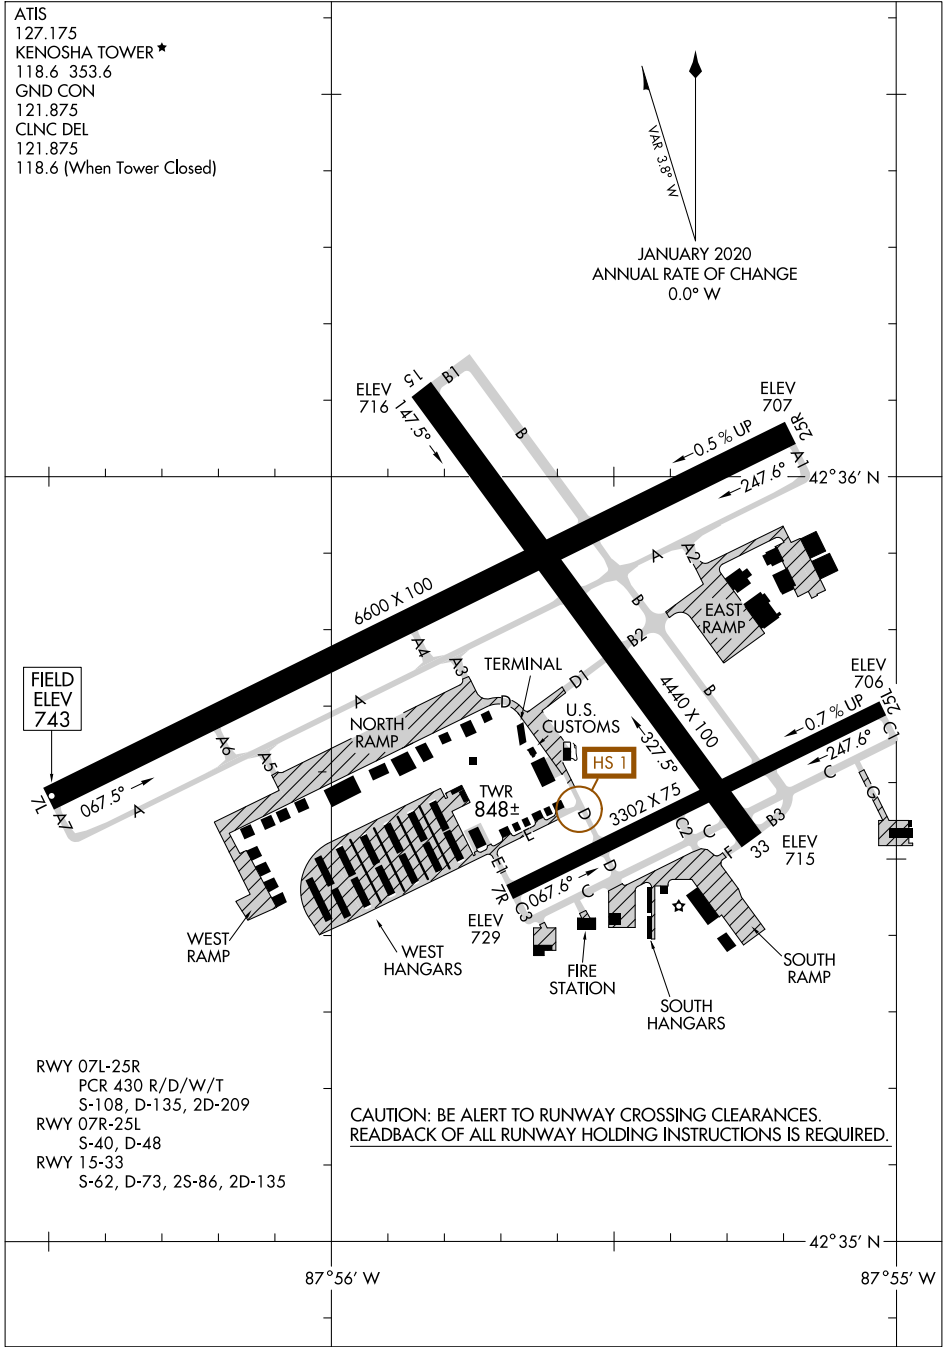 ATIS
127.175
KENOSHA TOWER★
118.6 353.6
GND CON
121.875
CLNC DEL
121.875
118.6 (When Tower Closed)
VAR 3.8° W
JANUARY 2020
ANNUAL RATE OF CHANGE
0.0° W
ELEV
716
15
B1
147.5°
B
ELEV
707
25R
0.5 % UP
A1
247.6°
42°36' N
6600 X 100
A
A2
B
EAST
RAMP
B2
A4
A3
TERMINAL
D1
D
B
4440 X 100
U.S.
CUSTOMS
327.5°
FIELD
ELEV
743
A
NORTH
RAMP
A6
A5
ELEV
706
25L
0.7 % UP
C1
247.6°
C
G
HS 1
7L
A7
067.5°
A
TWR
848±
D
3302 X 75
E
E1
C2
C
F
33
B3
ELEV
715
7R
067.6°
C
D
C3
ELEV
729
WEST
RAMP
WEST
HANGARS
FIRE
STATION
SOUTH
HANGARS
SOUTH
RAMP
RWY 07L-25R
PCR 430 R/D/W/T
S-108, D-135, 2D-209
RWY 07R-25L
S-40, D-48
RWY 15-33
S-62, D-73, 2S-86, 2D-135
CAUTION: BE ALERT TO RUNWAY CROSSING CLEARANCES.
READBACK OF ALL RUNWAY HOLDING INSTRUCTIONS IS REQUIRED.
42°35' N
87°56' W
87°55' W